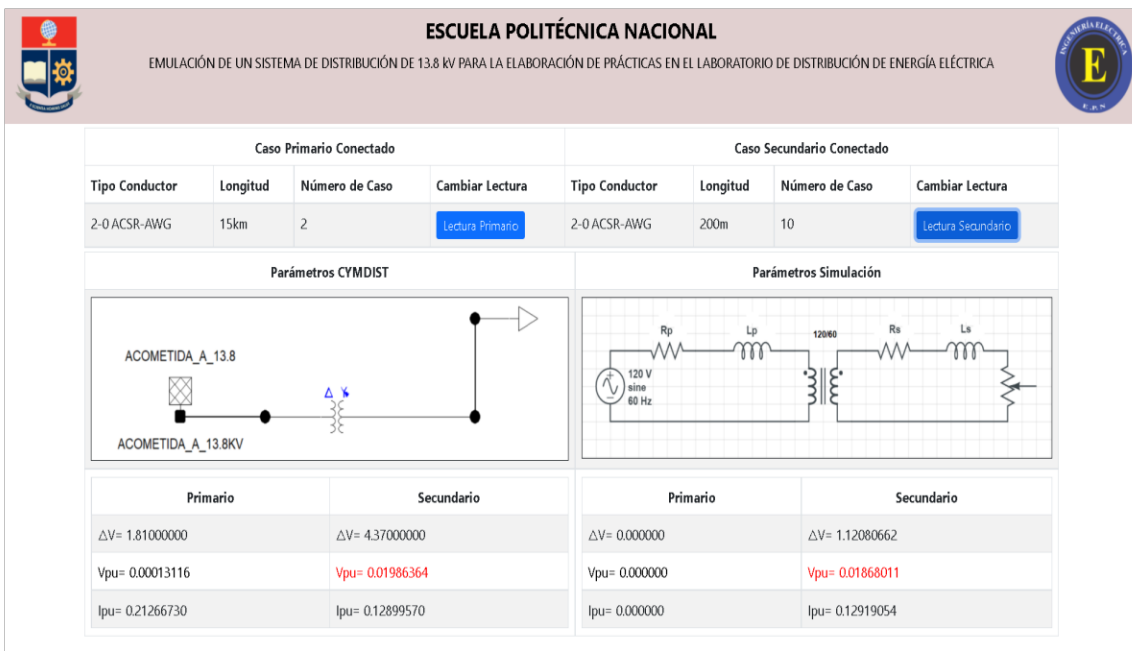 ESCUELA POLITÉCNICA NACIONAL
EMULACIÓN DE UN SISTEMA DE DISTRIBUCIÓN DE 13.8 kV PARA LA ELABORACIÓN DE PRÁCTICAS EN EL LABORATORIO DE DISTRIBUCIÓN DE ENERGÍA ELÉCTRICA
INGENIERÍA ELECTRICA
E
E.P.N
Caso Primario Conectado
Caso Secundario Conectado
Tipo Conductor Longitud Número de Caso Cambiar Lectura Tipo Conductor Longitud Número de Caso Cambiar Lectura
2-0 ACSR-AWG 15km 2 Lectura Primario 2-0 ACSR-AWG 200m 10 Lectura Secundario
Parámetros CYMDIST
Parámetros Simulación
ACOMETIDA_A_13.8
ACOMETIDA_A_13.8KV
Δ Y
Rp Lp 120/60 Rs Ls
120 V
sine
60 Hz
Primario Secundario Primario Secundario
△V= 1.81000000 △V= 4.37000000 △V= 0.000000 △V= 1.12080662
Vpu= 0.00013116 Vpu= 0.01986364 Vpu= 0.000000 Vpu= 0.01868011
Ipu= 0.21266730 Ipu= 0.12899570 Ipu= 0.000000 Ipu= 0.12919054